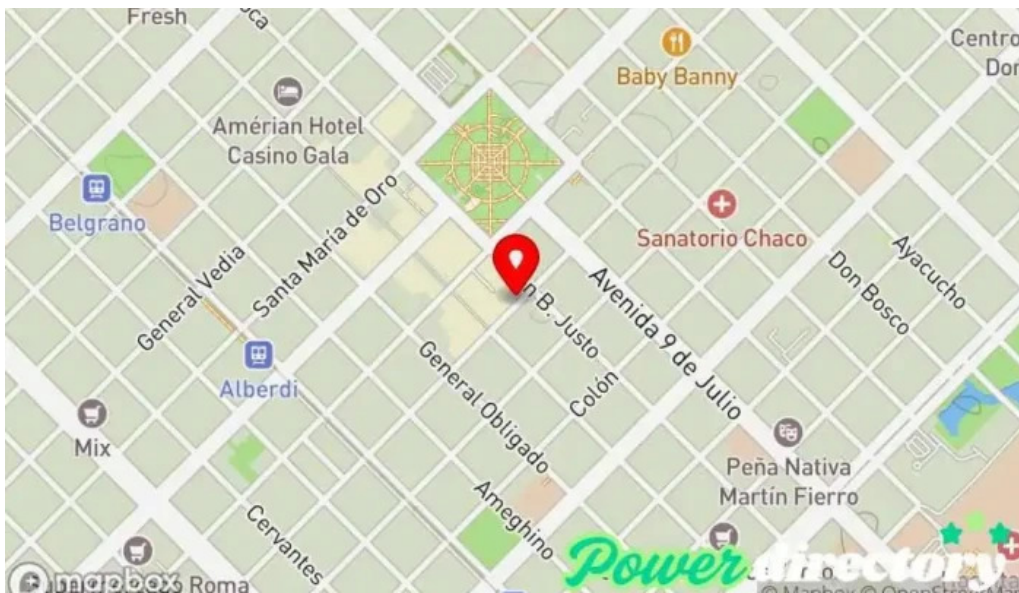 Fresh
Centro
Baby Banny
Amérian Hotel
Casino Gala
Belgrano
Santa María de Oro
Sanatorio Chaco
Ayacucho
Don Bosco
General Vedia
B. Justo
Avenida 9 de Julio
Alberdi
General Obligado
Colón
Mix
Peña Nativa
Martín Fierro
Ameghino
Cervantes
Power directory
mapbox
Roma
© Mapbox © OpenStreetMap